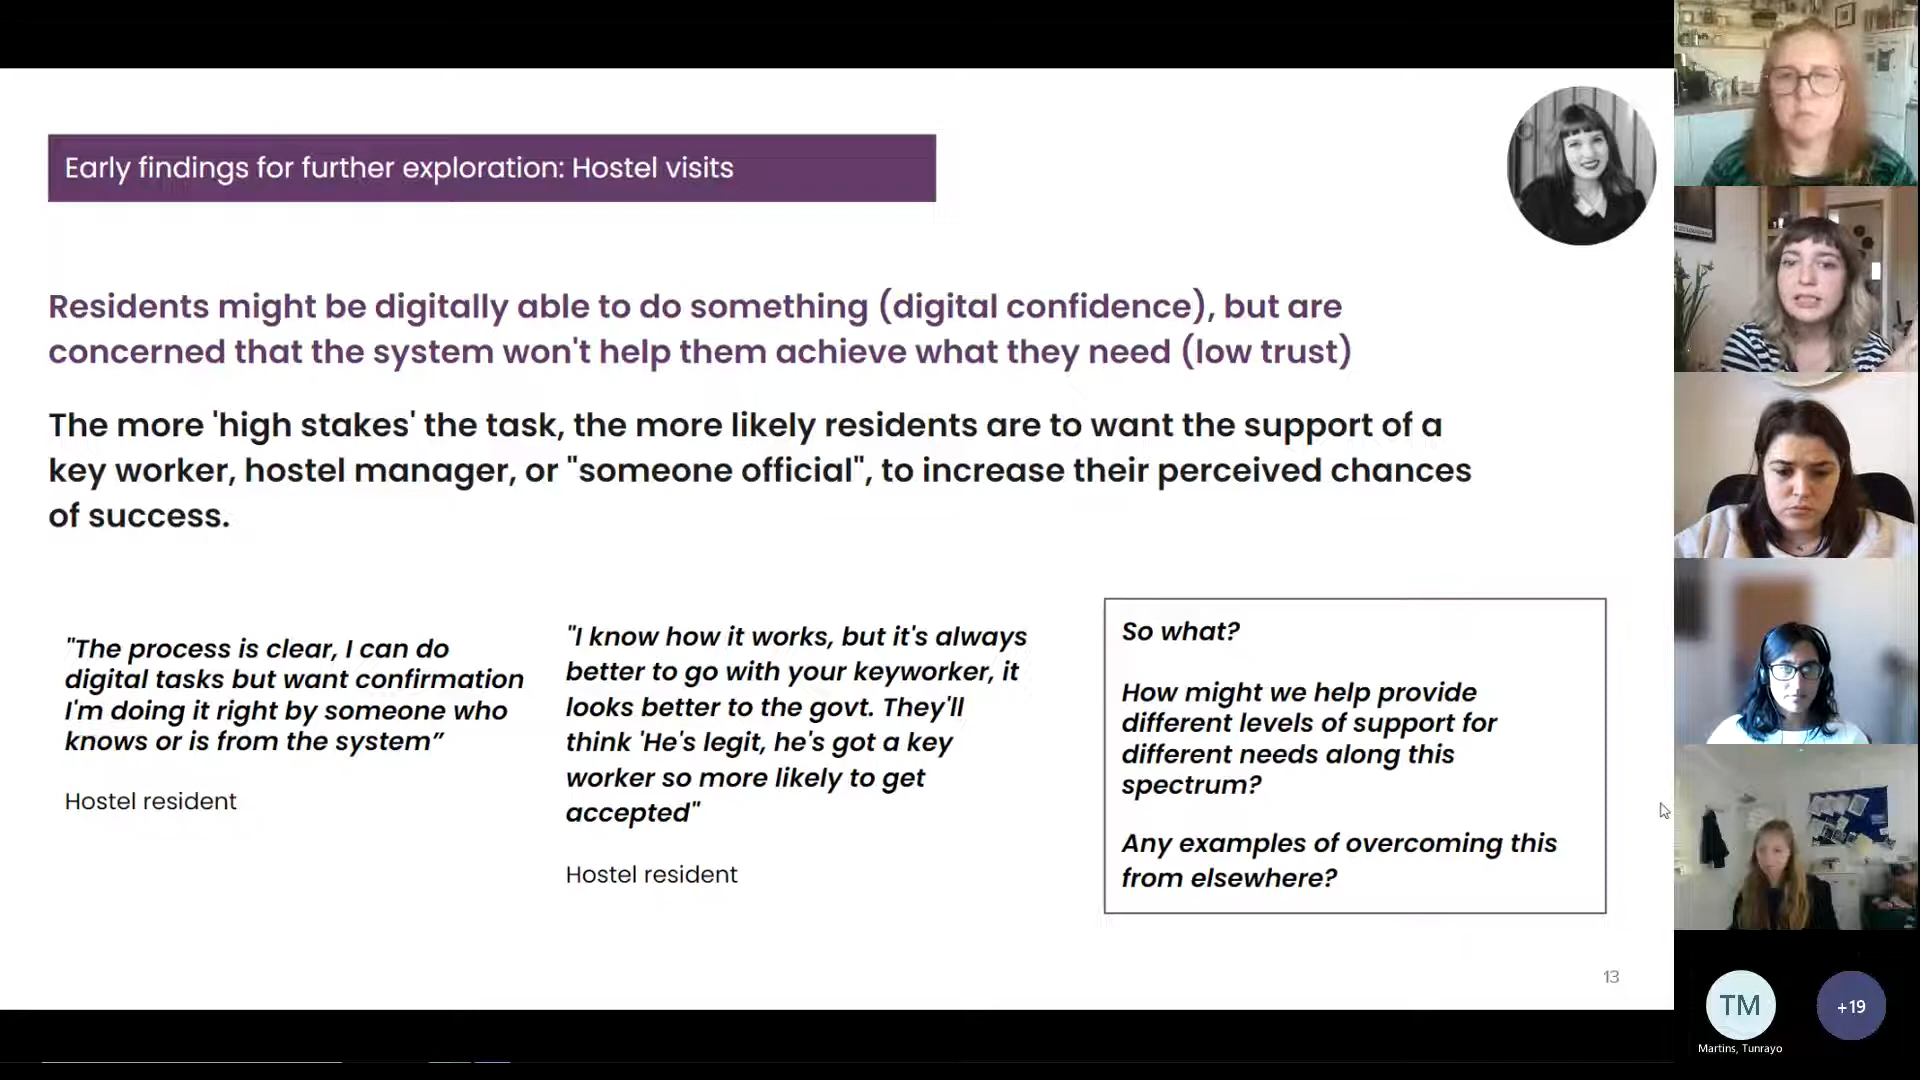 Early findings for further exploration: Hostel visits
Residents might be digitally able to do something (digital confidence), but are
concerned that the system won't help them achieve what they need (low trust)
The more 'high stakes' the task, the more likely residents are to want the support of a
key worker, hostel manager, or "someone official", to increase their perceived chances
of success.
"The process is clear, I can do
digital tasks but want confirmation
I'm doing it right by someone who
knows or is from the system”
Hostel resident
"I know how it works, but it's always
better to go with your keyworker, it
looks better to the govt. They'll
think 'He's legit, he's got a key
worker so more likely to get
accepted"
Hostel resident
So what?
How might we help provide
different levels of support for
different needs along this
spectrum?
Any examples of overcoming this
from elsewhere?
13
TM
+19
Martins, Tunrayo